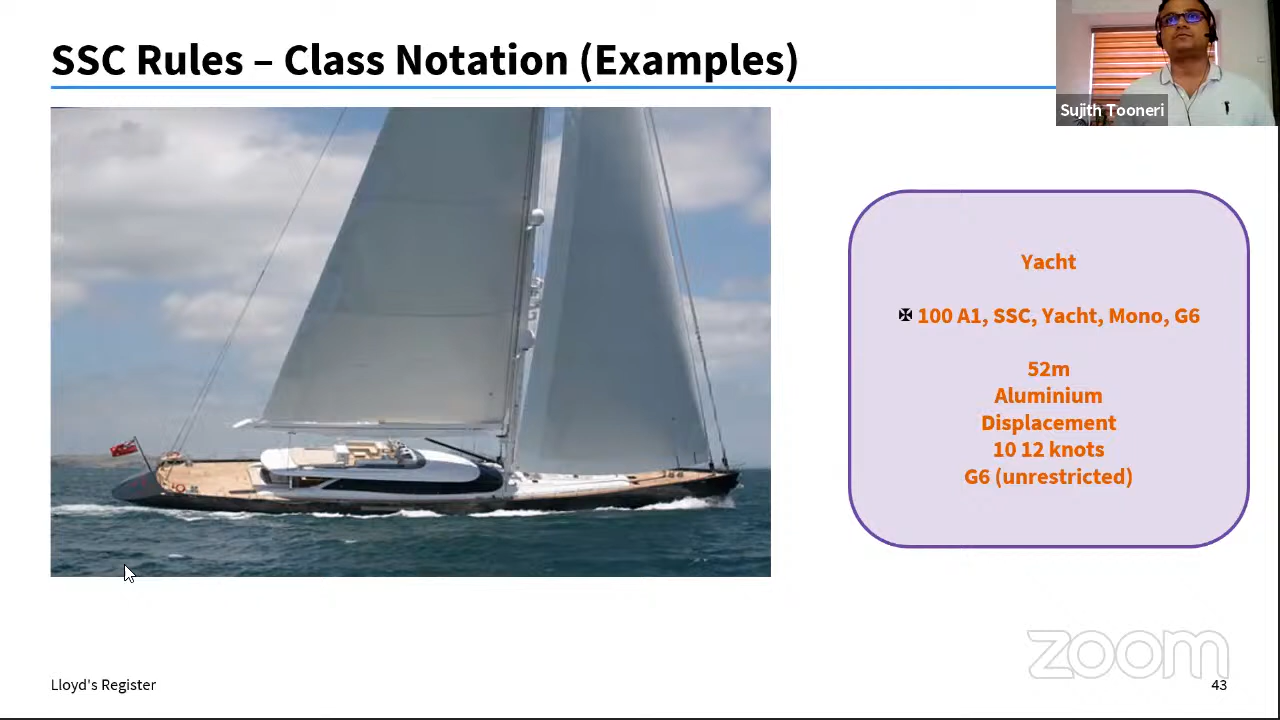 SSC Rules – Class Notation (Examples)
Sujith Tooneri
Yacht
✠ 100 A1, SSC, Yacht, Mono, G6
52m
Aluminium
Displacement
10 12 knots
G6 (unrestricted)
zoom
Lloyd's Register
43